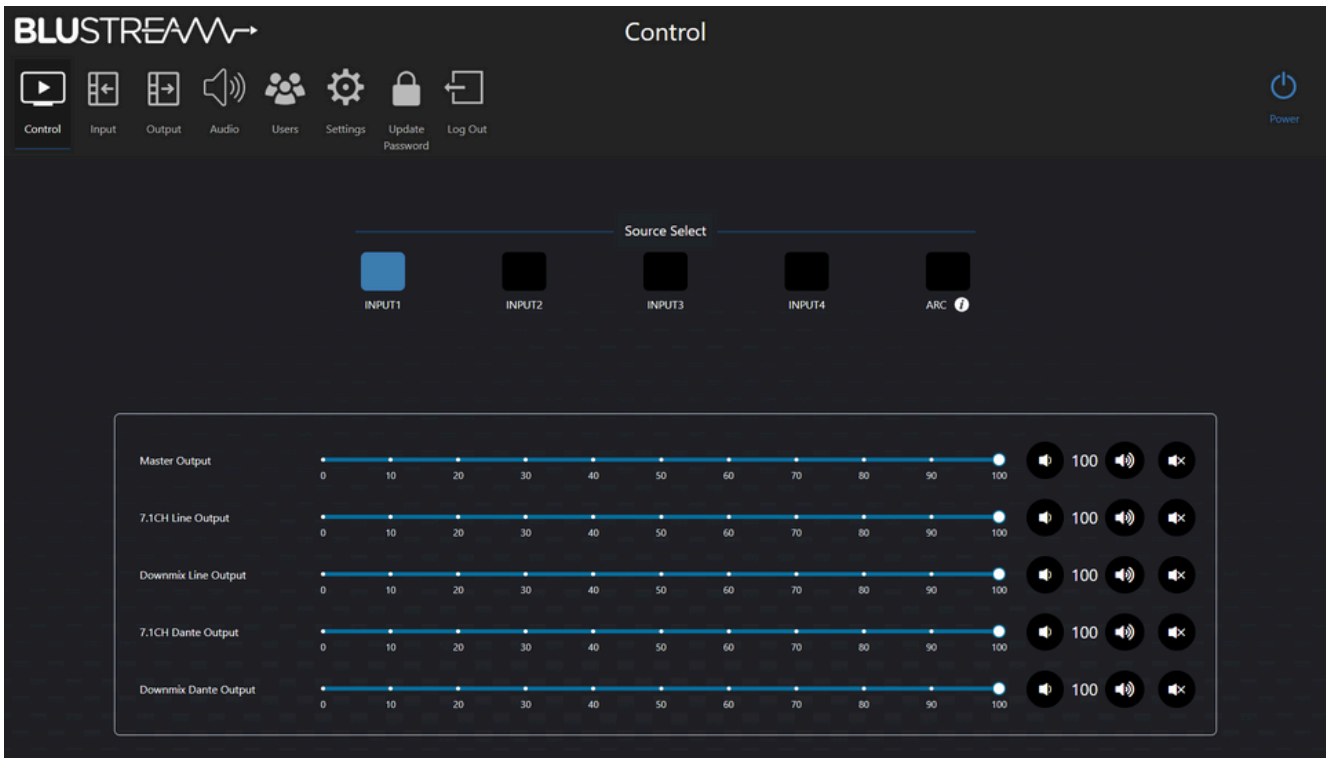 BLUSTREAM
Control
Control
Input
Output
Audio
Users
Settings
Update
Password
Log Out
Power
Source Select
INPUT1
INPUT2
INPUT3
INPUT4
ARC i
Master Output
0 10 20 30 40 50 60 70 80 90 100
100
7.1CH Line Output
0 10 20 30 40 50 60 70 80 90 100
100
Downmix Line Output
0 10 20 30 40 50 60 70 80 90 100
100
7.1CH Dante Output
0 10 20 30 40 50 60 70 80 90 100
100
Downmix Dante Output
0 10 20 30 40 50 60 70 80 90 100
100